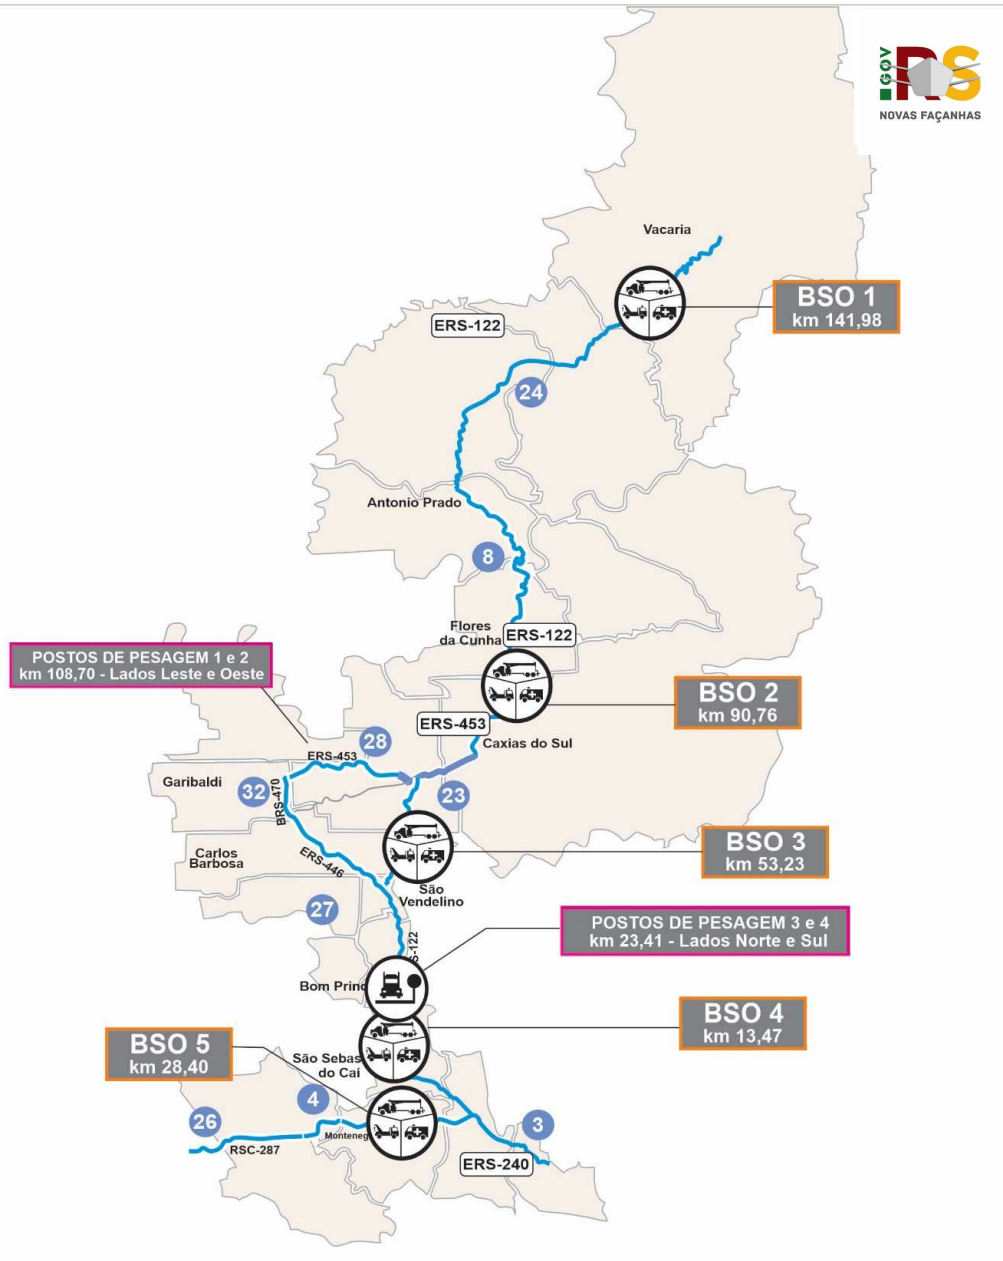 GOV
RS
NOVAS FAÇANHAS
Vacaria
BSO 1
km 141,98
ERS-122
24
Antonio Prado
8
Flores
da Cunha
ERS-122
POSTOS DE PESAGEM 1 e 2
km 108,70 - Lados Leste e Oeste
BSO 2
km 90,76
ERS-453
Caxias do Sul
28
ERS-453
Garibaldi
32
BRS-470
23
BSO 3
km 53,23
Carlos
Barbosa
ERS-446
São
Vendelino
27
POSTOS DE PESAGEM 3 e 4
km 23,41 - Lados Norte e Sul
S-122
Bom Princ
BSO 4
km 13,47
BSO 5
km 28,40
São Sebas
do Caí
4
26
3
Monteneg
RSC-287
ERS-240